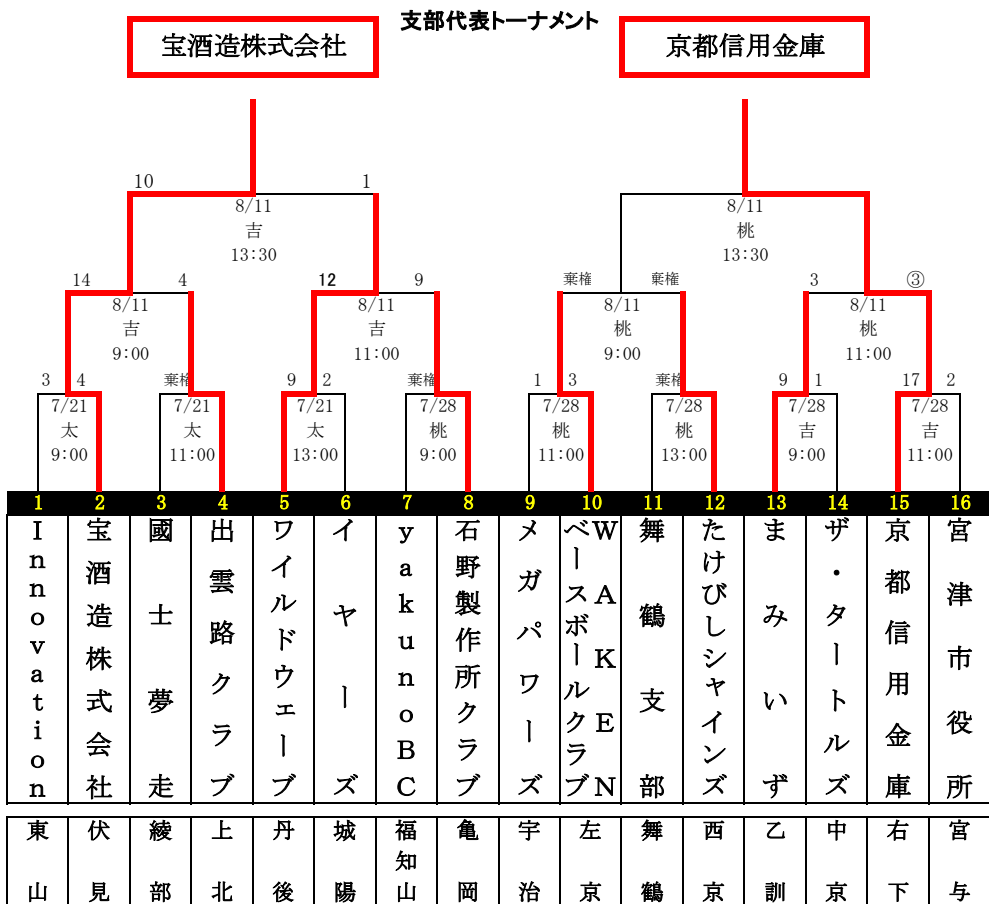 支部代表トーナメント
宝酒造株式会社
京都信用金庫
10 1
8/11
吉
13:30
8/11
桃
13:30
14 4
8/11
吉
9:00
12 9
8/11
吉
11:00
棄権 棄権
8/11
桃
9:00
3 ③
8/11
桃
11:00
3 4
7/21
太
9:00
棄権
7/21
太
11:00
9 2
7/21
太
13:00
棄権
7/28
桃
9:00
1 3
7/28
桃
11:00
棄権
7/28
桃
13:00
9 1
7/28
吉
9:00
17 2
7/28
吉
11:00
1 2 3 4 5 6 7 8 9 10 11 12 13 14 15 16
Innovation
宝酒造株式会社
國士夢走
出雲路クラブ
ワイルドウェーブ
イヤーズ
yakunoBC
石野製作所クラブ
メガパワーズ
WAKEN
ベースボールクラブ
舞鶴支部
たけびしシャインズ
まみいず
ザ・タートルズ
京都信用金庫
宮津市役所
東山
伏見
綾部
上北
丹後
城陽
福知山
亀岡
宇治
左京
舞鶴
西京
乙訓
中京
右下
宮与